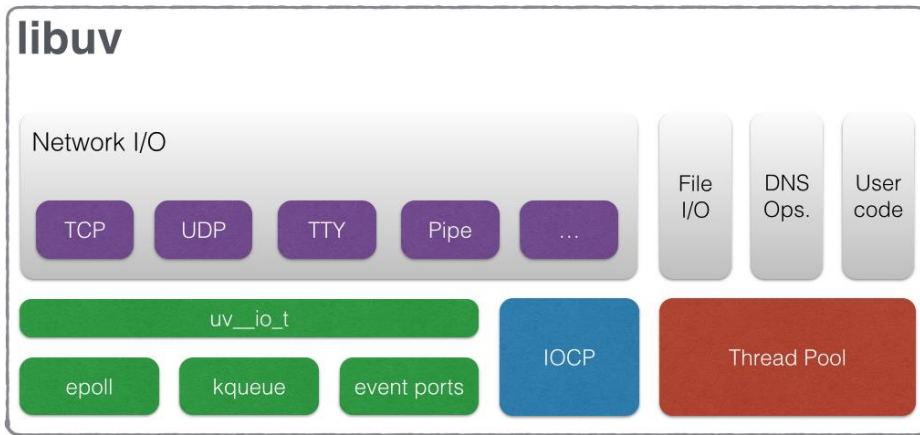 libuv
Network I/O
TCP
UDP
TTY
Pipe
...
File
I/O
DNS
Ops.
User
code
uv__io_t
epoll
kqueue
event ports
IOCP
Thread Pool